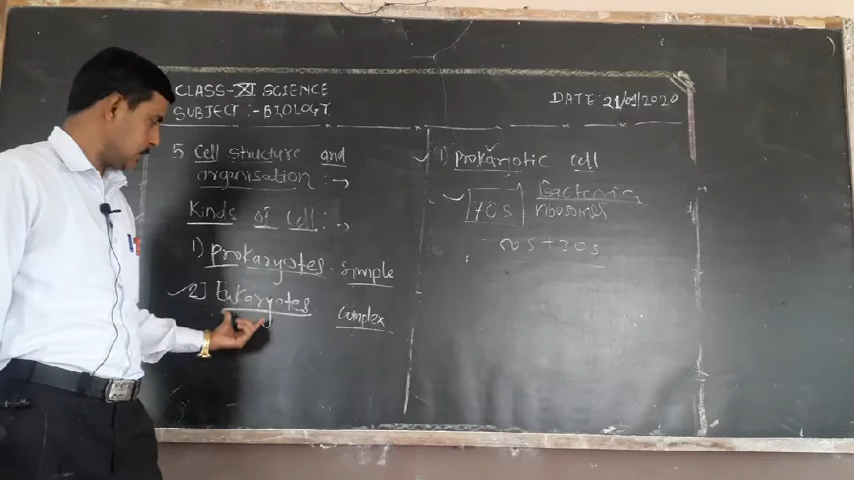 CLASS-XI SCIENCE
SUBJECT :- BIOLOGY
DATE: 21/09/2020
5 Cell structure and
organisation :→
Kinds of Cell :→
1) prokaryotes. simple
2] Eukaryotes complex
1) prokaryotic cell
Bacteria
70s ribosomes
50s+30s